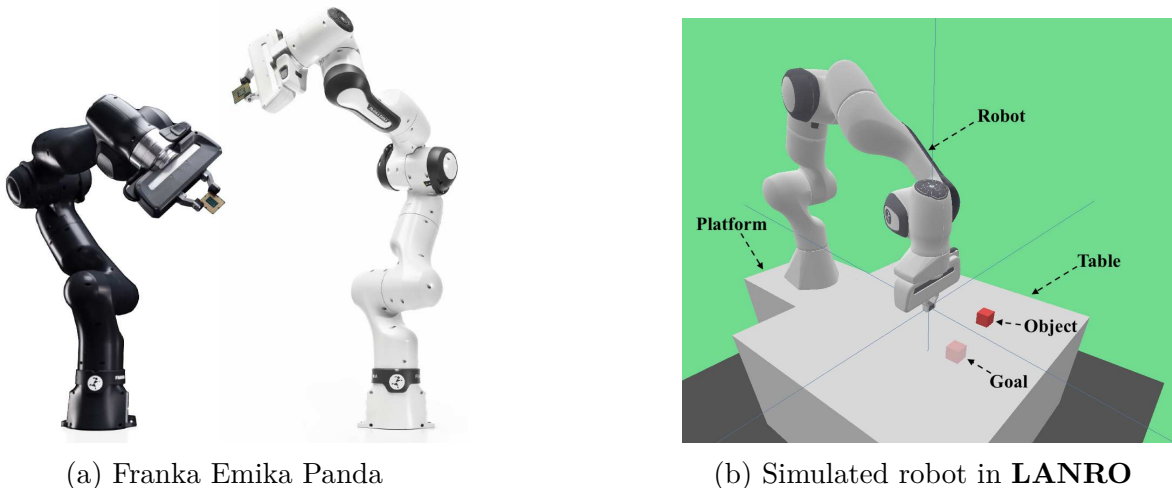 Robot
Platform
Table
Object
Goal
(a) Franka Emika Panda
(b) Simulated robot in LANRO